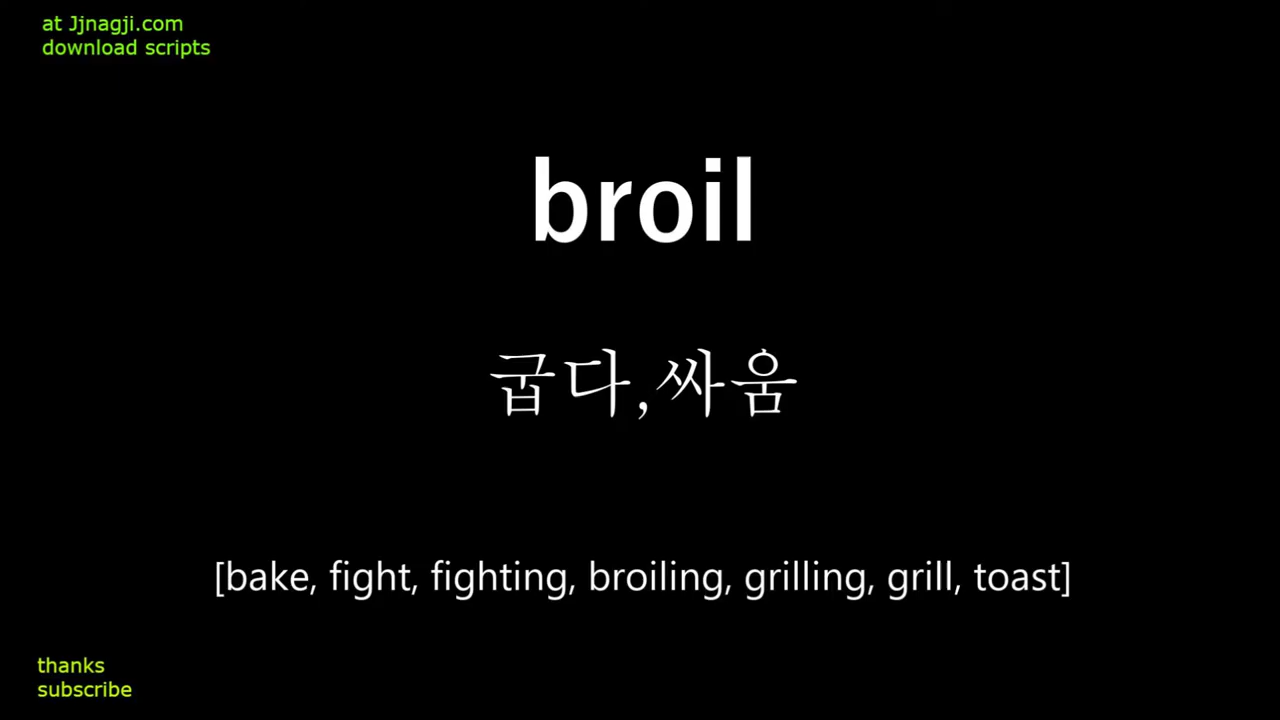 at Jjnagji.com
download scripts
broil
굽다,싸움
[bake, fight, fighting, broiling, grilling, grill, toast]
thanks
subscribe